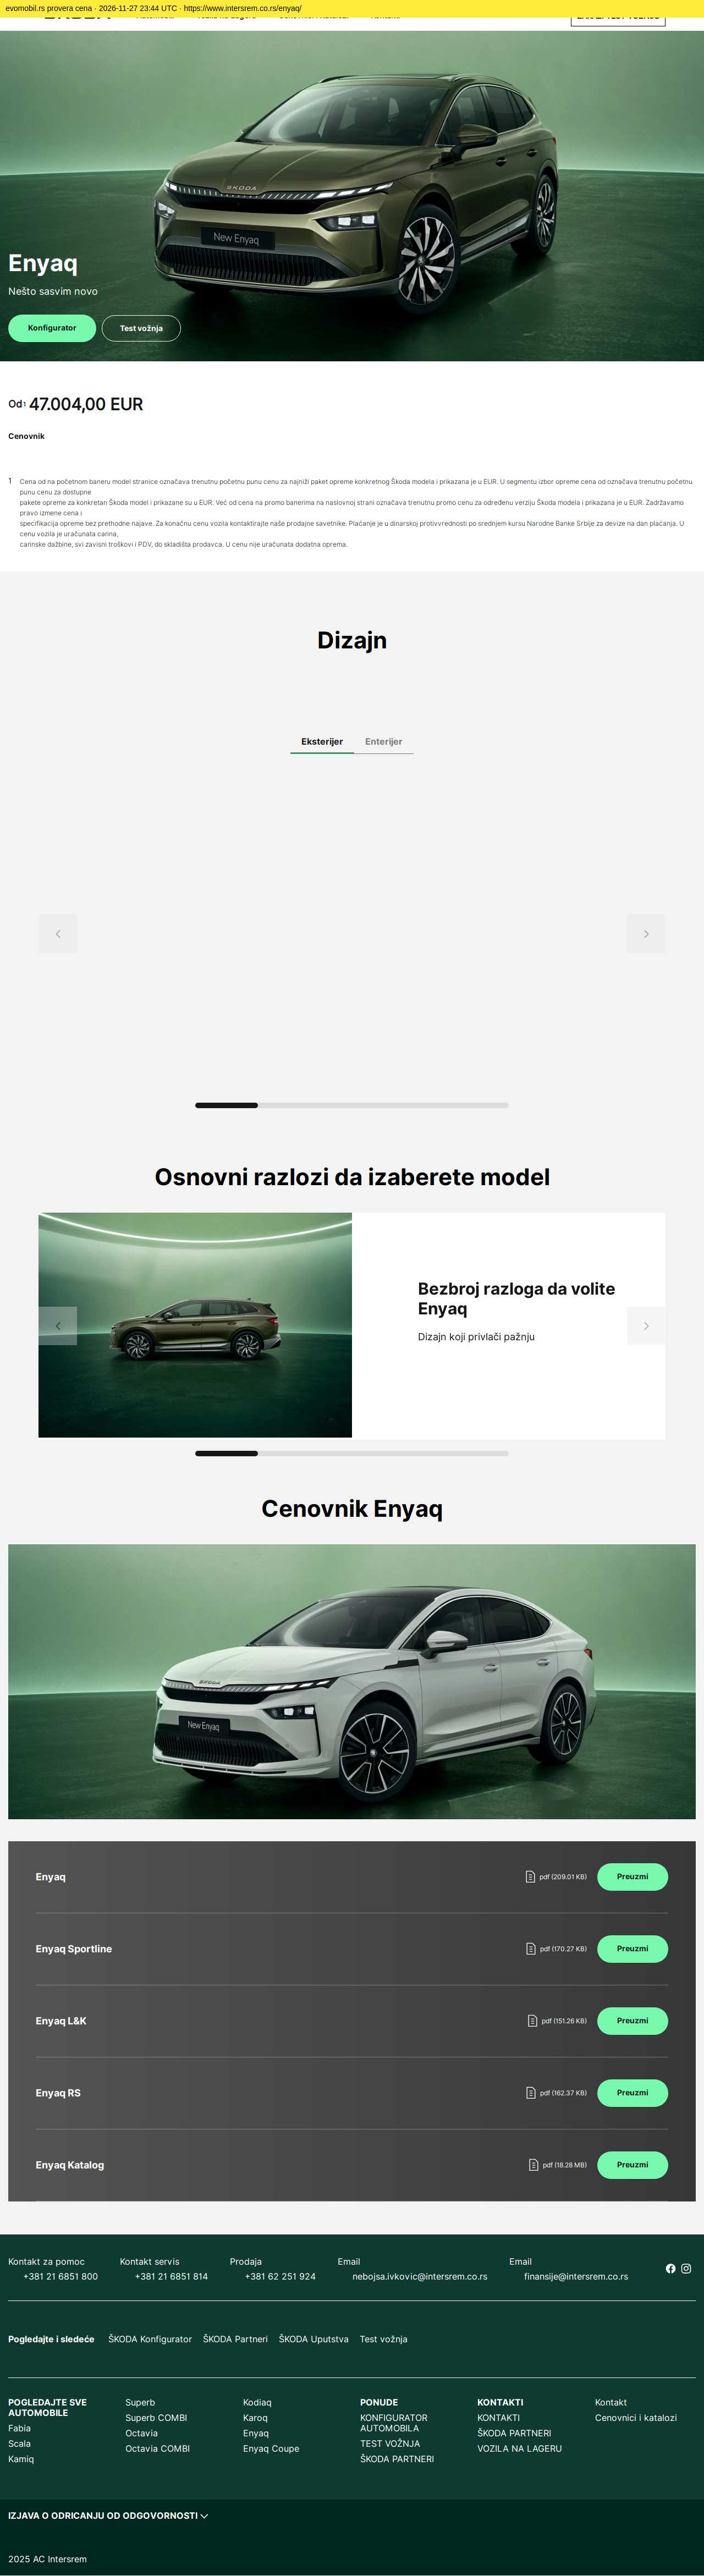 evomobil.rs provera cena · 2026-11-27 23:44 UTC · https://www.intersrem.co.rs/enyaq/
ŠKODA
New Enyaq
Enyaq
Nešto sasvim novo
Konfigurator
Test vožnja
Od 1 47.004,00 EUR
Cenovnik
1 Cena od na početnom baneru model stranice označava trenutnu početnu punu cenu za najniži paket opreme konkretnog Škoda modela i prikazana je u EUR. U segmentu izbor opreme cena od označava trenutnu početnu
punu cenu za dostupne
pakete opreme za konkretan Škoda model i prikazane su u EUR. Već od cena na promo banerima na naslovnoj strani označava trenutnu promo cenu za određenu verziju Škoda modela i prikazana je u EUR. Zadržavamo
pravo izmene cena i
specifikacija opreme bez prethodne najave. Za konačnu cenu vozila kontaktirajte naše prodajne savetnike. Plaćanje je u dinarskoj protivvrednosti po srednjem kursu Narodne Banke Srbije za devize na dan plaćanja. U
cenu vozila je uračunata carina,
carinske dažbine, svi zavisni troškovi i PDV, do skladišta prodavca. U cenu nije uračunata dodatna oprema.
Dizajn
Eksterijer
Enterijer
Osnovni razlozi da izaberete model
Bezbroj razloga da volite
Enyaq
Dizajn koji privlači pažnju
Cenovnik Enyaq
New Enyaq
Enyaq pdf (209.01 KB) Preuzmi
Enyaq Sportline pdf (170.27 KB) Preuzmi
Enyaq L&K pdf (151.26 KB) Preuzmi
Enyaq RS pdf (162.37 KB) Preuzmi
Enyaq Katalog pdf (18.28 MB) Preuzmi
Kontakt za pomoc
+381 21 6851 800
Kontakt servis
+381 21 6851 814
Prodaja
+381 62 251 924
Email
nebojsa.ivkovic@intersrem.co.rs
Email
finansije@intersrem.co.rs
Pogledajte i sledeće ŠKODA Konfigurator ŠKODA Partneri ŠKODA Uputstva Test vožnja
POGLEDAJTE SVE
AUTOMOBILE
Fabia
Scala
Kamiq
Superb
Superb COMBI
Octavia
Octavia COMBI
Kodiaq
Karoq
Enyaq
Enyaq Coupe
PONUDE
KONFIGURATOR
AUTOMOBILA
TEST VOŽNJA
ŠKODA PARTNERI
KONTAKTI
KONTAKTI
ŠKODA PARTNERI
VOZILA NA LAGERU
Kontakt
Cenovnici i katalozi
IZJAVA O ODRICANJU OD ODGOVORNOSTI
2025 AC Intersrem